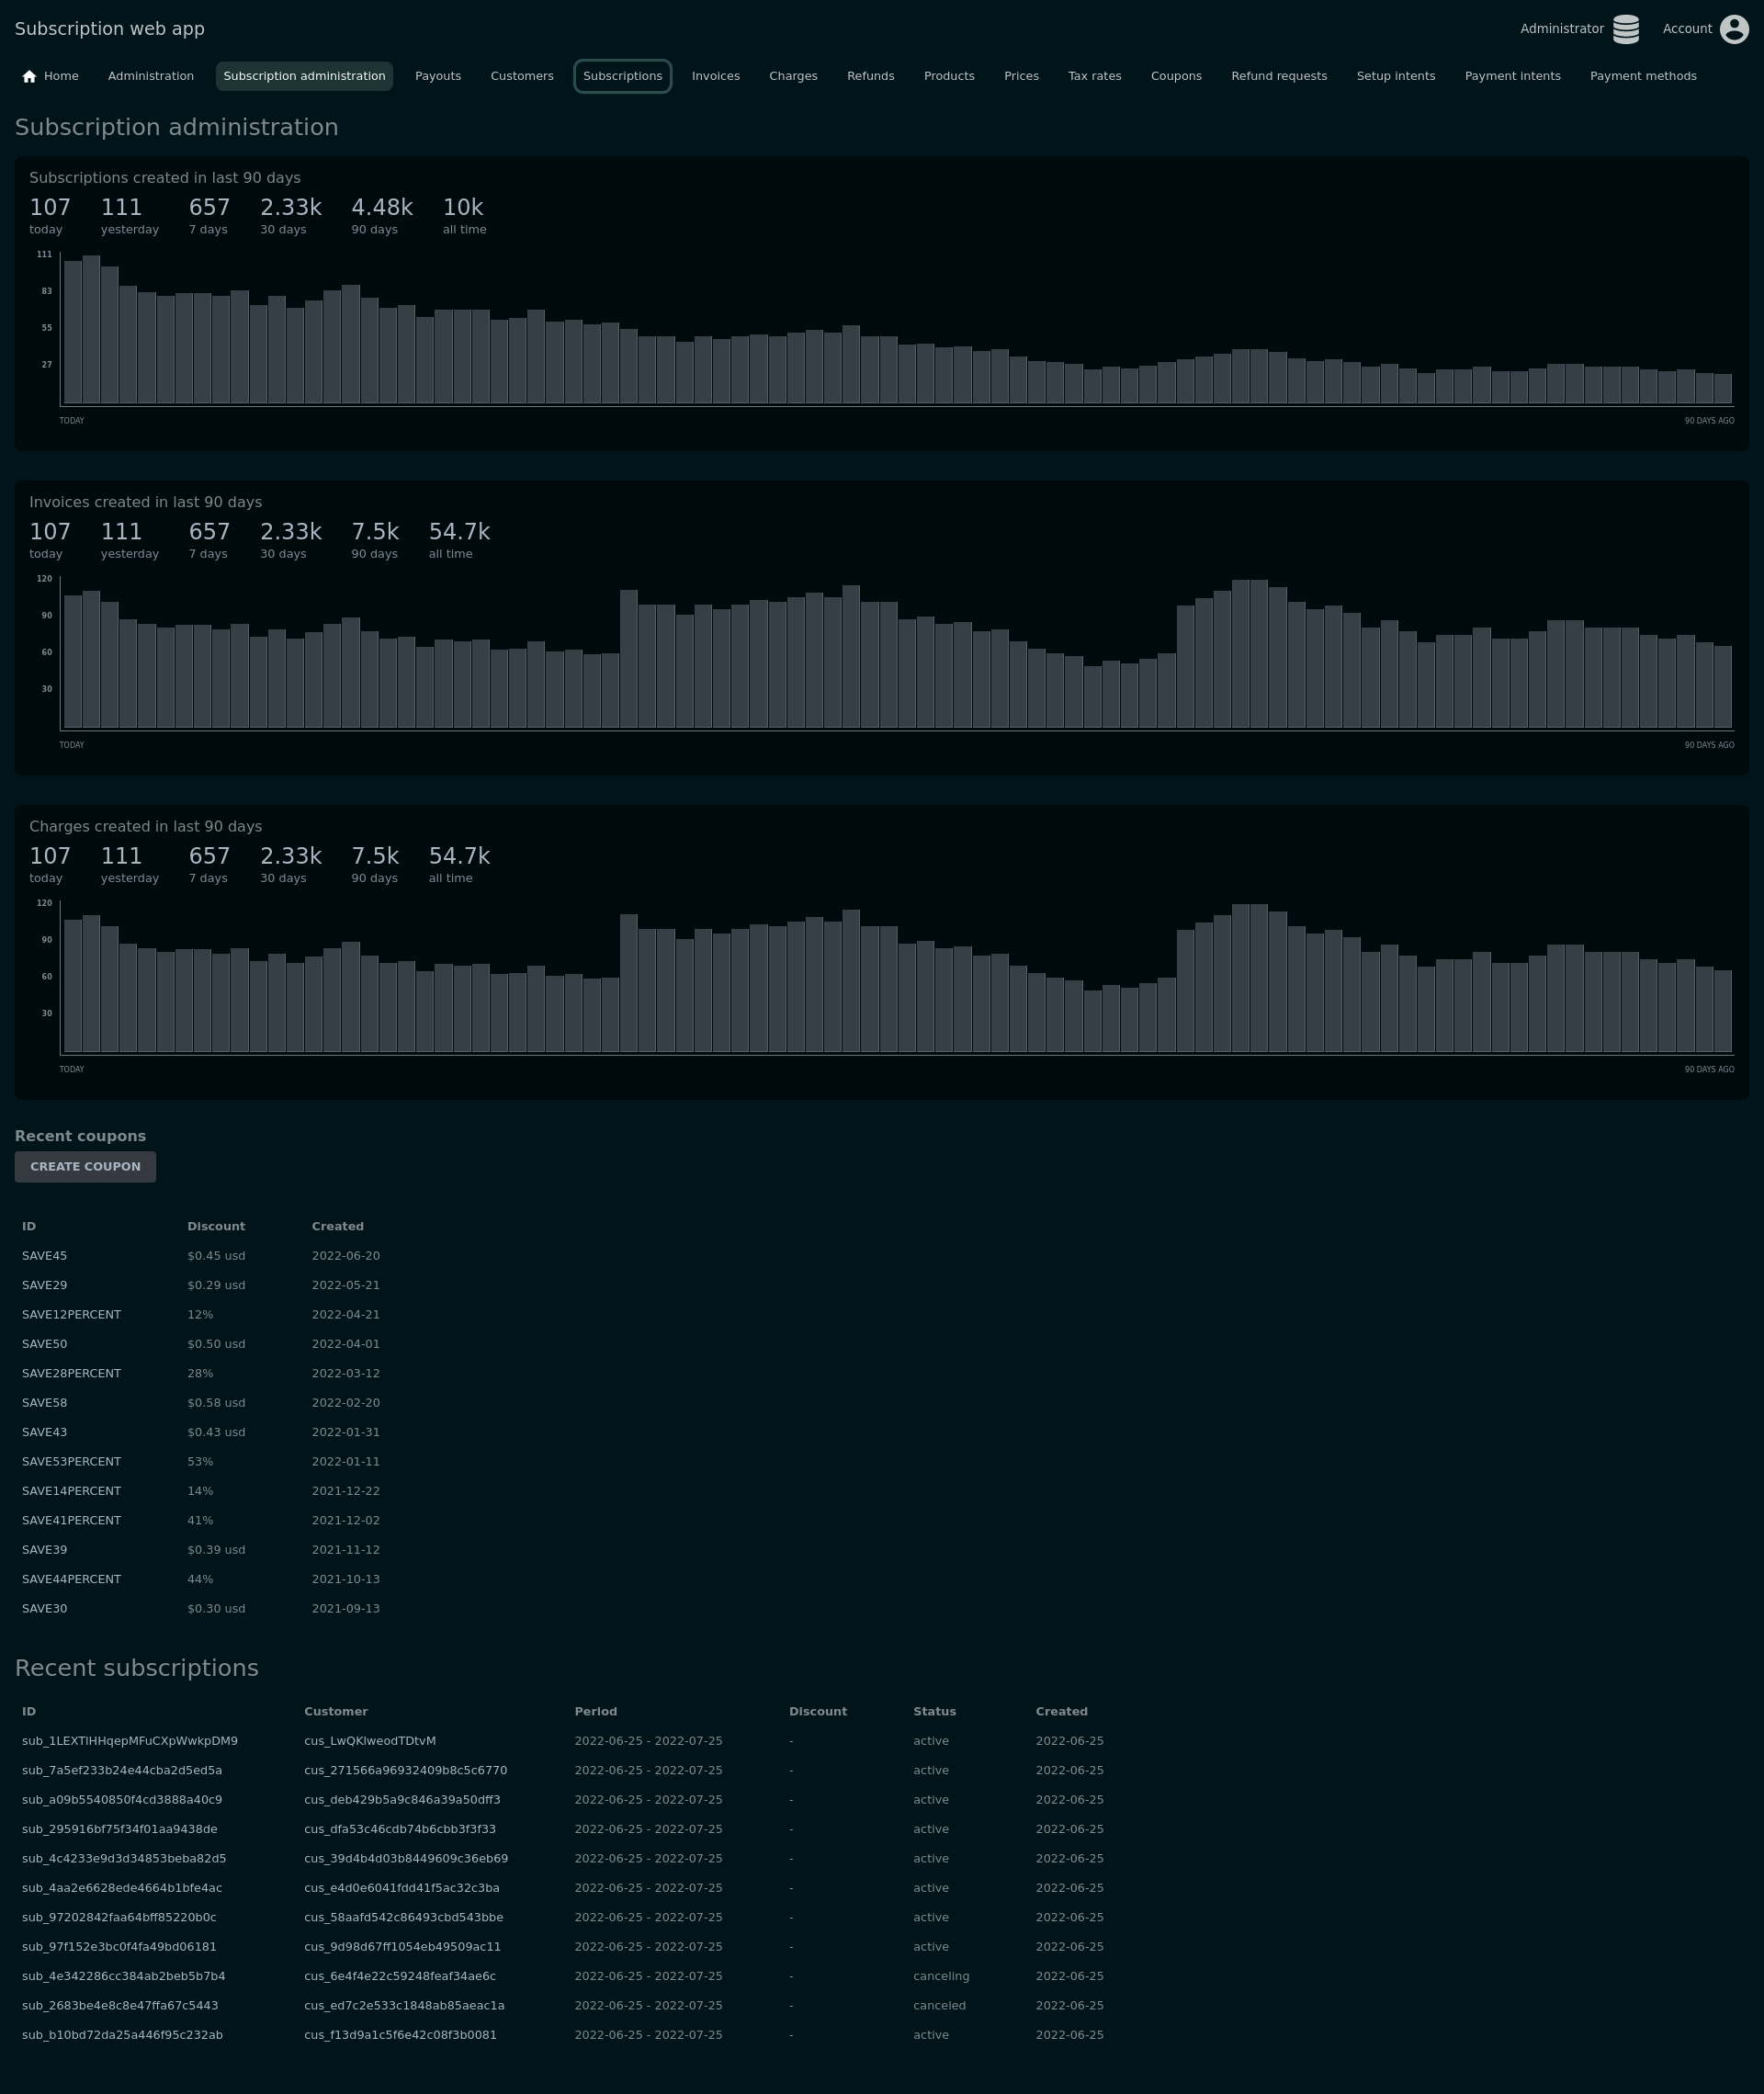 Subscription web app
Administrator Account
Home Administration Subscription administration Payouts Customers Subscriptions Invoices Charges Refunds Products Prices Tax rates Coupons Refund requests Setup intents Payment intents Payment methods
Subscription administration
Subscriptions created in last 90 days
107 111 657 2.33k 4.48k 10k
today yesterday 7 days 30 days 90 days all time
111
83
55
27
TODAY 90 DAYS AGO
Invoices created in last 90 days
107 111 657 2.33k 7.5k 54.7k
today yesterday 7 days 30 days 90 days all time
120
90
60
30
TODAY 90 DAYS AGO
Charges created in last 90 days
107 111 657 2.33k 7.5k 54.7k
today yesterday 7 days 30 days 90 days all time
120
90
60
30
TODAY 90 DAYS AGO
Recent coupons
CREATE COUPON
ID Discount Created
SAVE45 $0.45 usd 2022-06-20
SAVE29 $0.29 usd 2022-05-21
SAVE12PERCENT 12% 2022-04-21
SAVE50 $0.50 usd 2022-04-01
SAVE28PERCENT 28% 2022-03-12
SAVE58 $0.58 usd 2022-02-20
SAVE43 $0.43 usd 2022-01-31
SAVE53PERCENT 53% 2022-01-11
SAVE14PERCENT 14% 2021-12-22
SAVE41PERCENT 41% 2021-12-02
SAVE39 $0.39 usd 2021-11-12
SAVE44PERCENT 44% 2021-10-13
SAVE30 $0.30 usd 2021-09-13
Recent subscriptions
ID Customer Period Discount Status Created
sub_1LEXTIHHqepMFuCXpWwkpDM9 cus_LwQKlweodTDtvM 2022-06-25 - 2022-07-25 - active 2022-06-25
sub_7a5ef233b24e44cba2d5ed5a cus_271566a96932409b8c5c6770 2022-06-25 - 2022-07-25 - active 2022-06-25
sub_a09b5540850f4cd3888a40c9 cus_deb429b5a9c846a39a50dff3 2022-06-25 - 2022-07-25 - active 2022-06-25
sub_295916bf75f34f01aa9438de cus_dfa53c46cdb74b6cbb3f3f33 2022-06-25 - 2022-07-25 - active 2022-06-25
sub_4c4233e9d3d34853beba82d5 cus_39d4b4d03b8449609c36eb69 2022-06-25 - 2022-07-25 - active 2022-06-25
sub_4aa2e6628ede4664b1bfe4ac cus_e4d0e6041fdd41f5ac32c3ba 2022-06-25 - 2022-07-25 - active 2022-06-25
sub_97202842faa64bff85220b0c cus_58aafd542c86493cbd543bbe 2022-06-25 - 2022-07-25 - active 2022-06-25
sub_97f152e3bc0f4fa49bd06181 cus_9d98d67ff1054eb49509ac11 2022-06-25 - 2022-07-25 - active 2022-06-25
sub_4e342286cc384ab2beb5b7b4 cus_6e4f4e22c59248feaf34ae6c 2022-06-25 - 2022-07-25 - canceling 2022-06-25
sub_2683be4e8c8e47ffa67c5443 cus_ed7c2e533c1848ab85aeac1a 2022-06-25 - 2022-07-25 - canceled 2022-06-25
sub_b10bd72da25a446f95c232ab cus_f13d9a1c5f6e42c08f3b0081 2022-06-25 - 2022-07-25 - active 2022-06-25